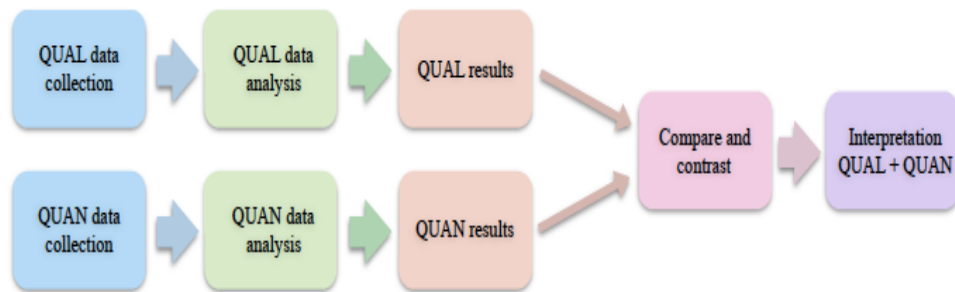 QUAL data
collection
QUAL data
analysis
QUAL results
QUAN data
collection
QUAN data
analysis
QUAN results
Compare and
contrast
Interpretation
QUAL + QUAN